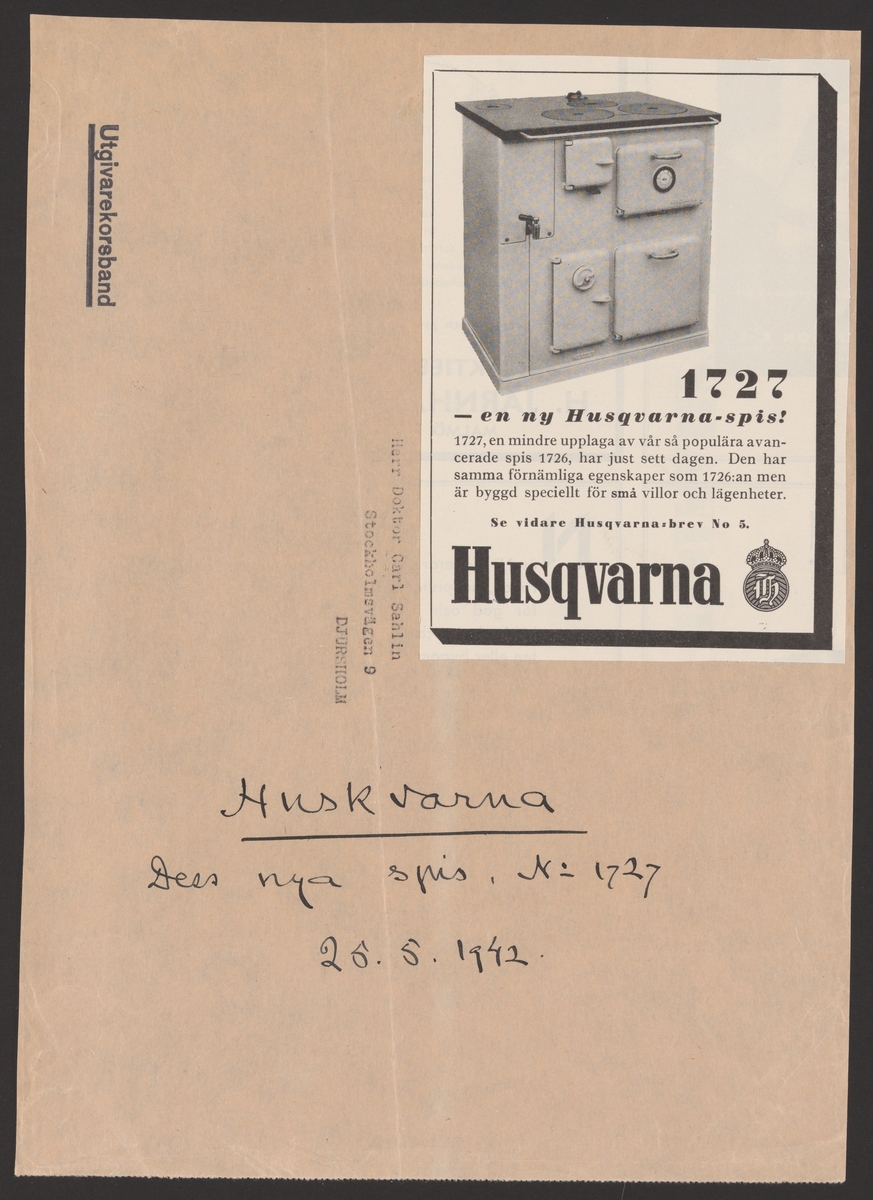 Utgivarekorsband
1727
— en ny Husqvarna-spis!
1727, en mindre upplaga av vår så populära avan-
cerade spis 1726, har just sett dagen. Den har
samma förnämliga egenskaper som 1726:an men
är byggd speciellt för små villor och lägenheter.
Se vidare Husqvarna-brev No 5.
Husqvarna
Herr Doktor Carl Sahlin
Stockholmsvägen 9
DJURSHOLM
Huskvarna
Dess nya spis, No 1727
25. 5. 1942.